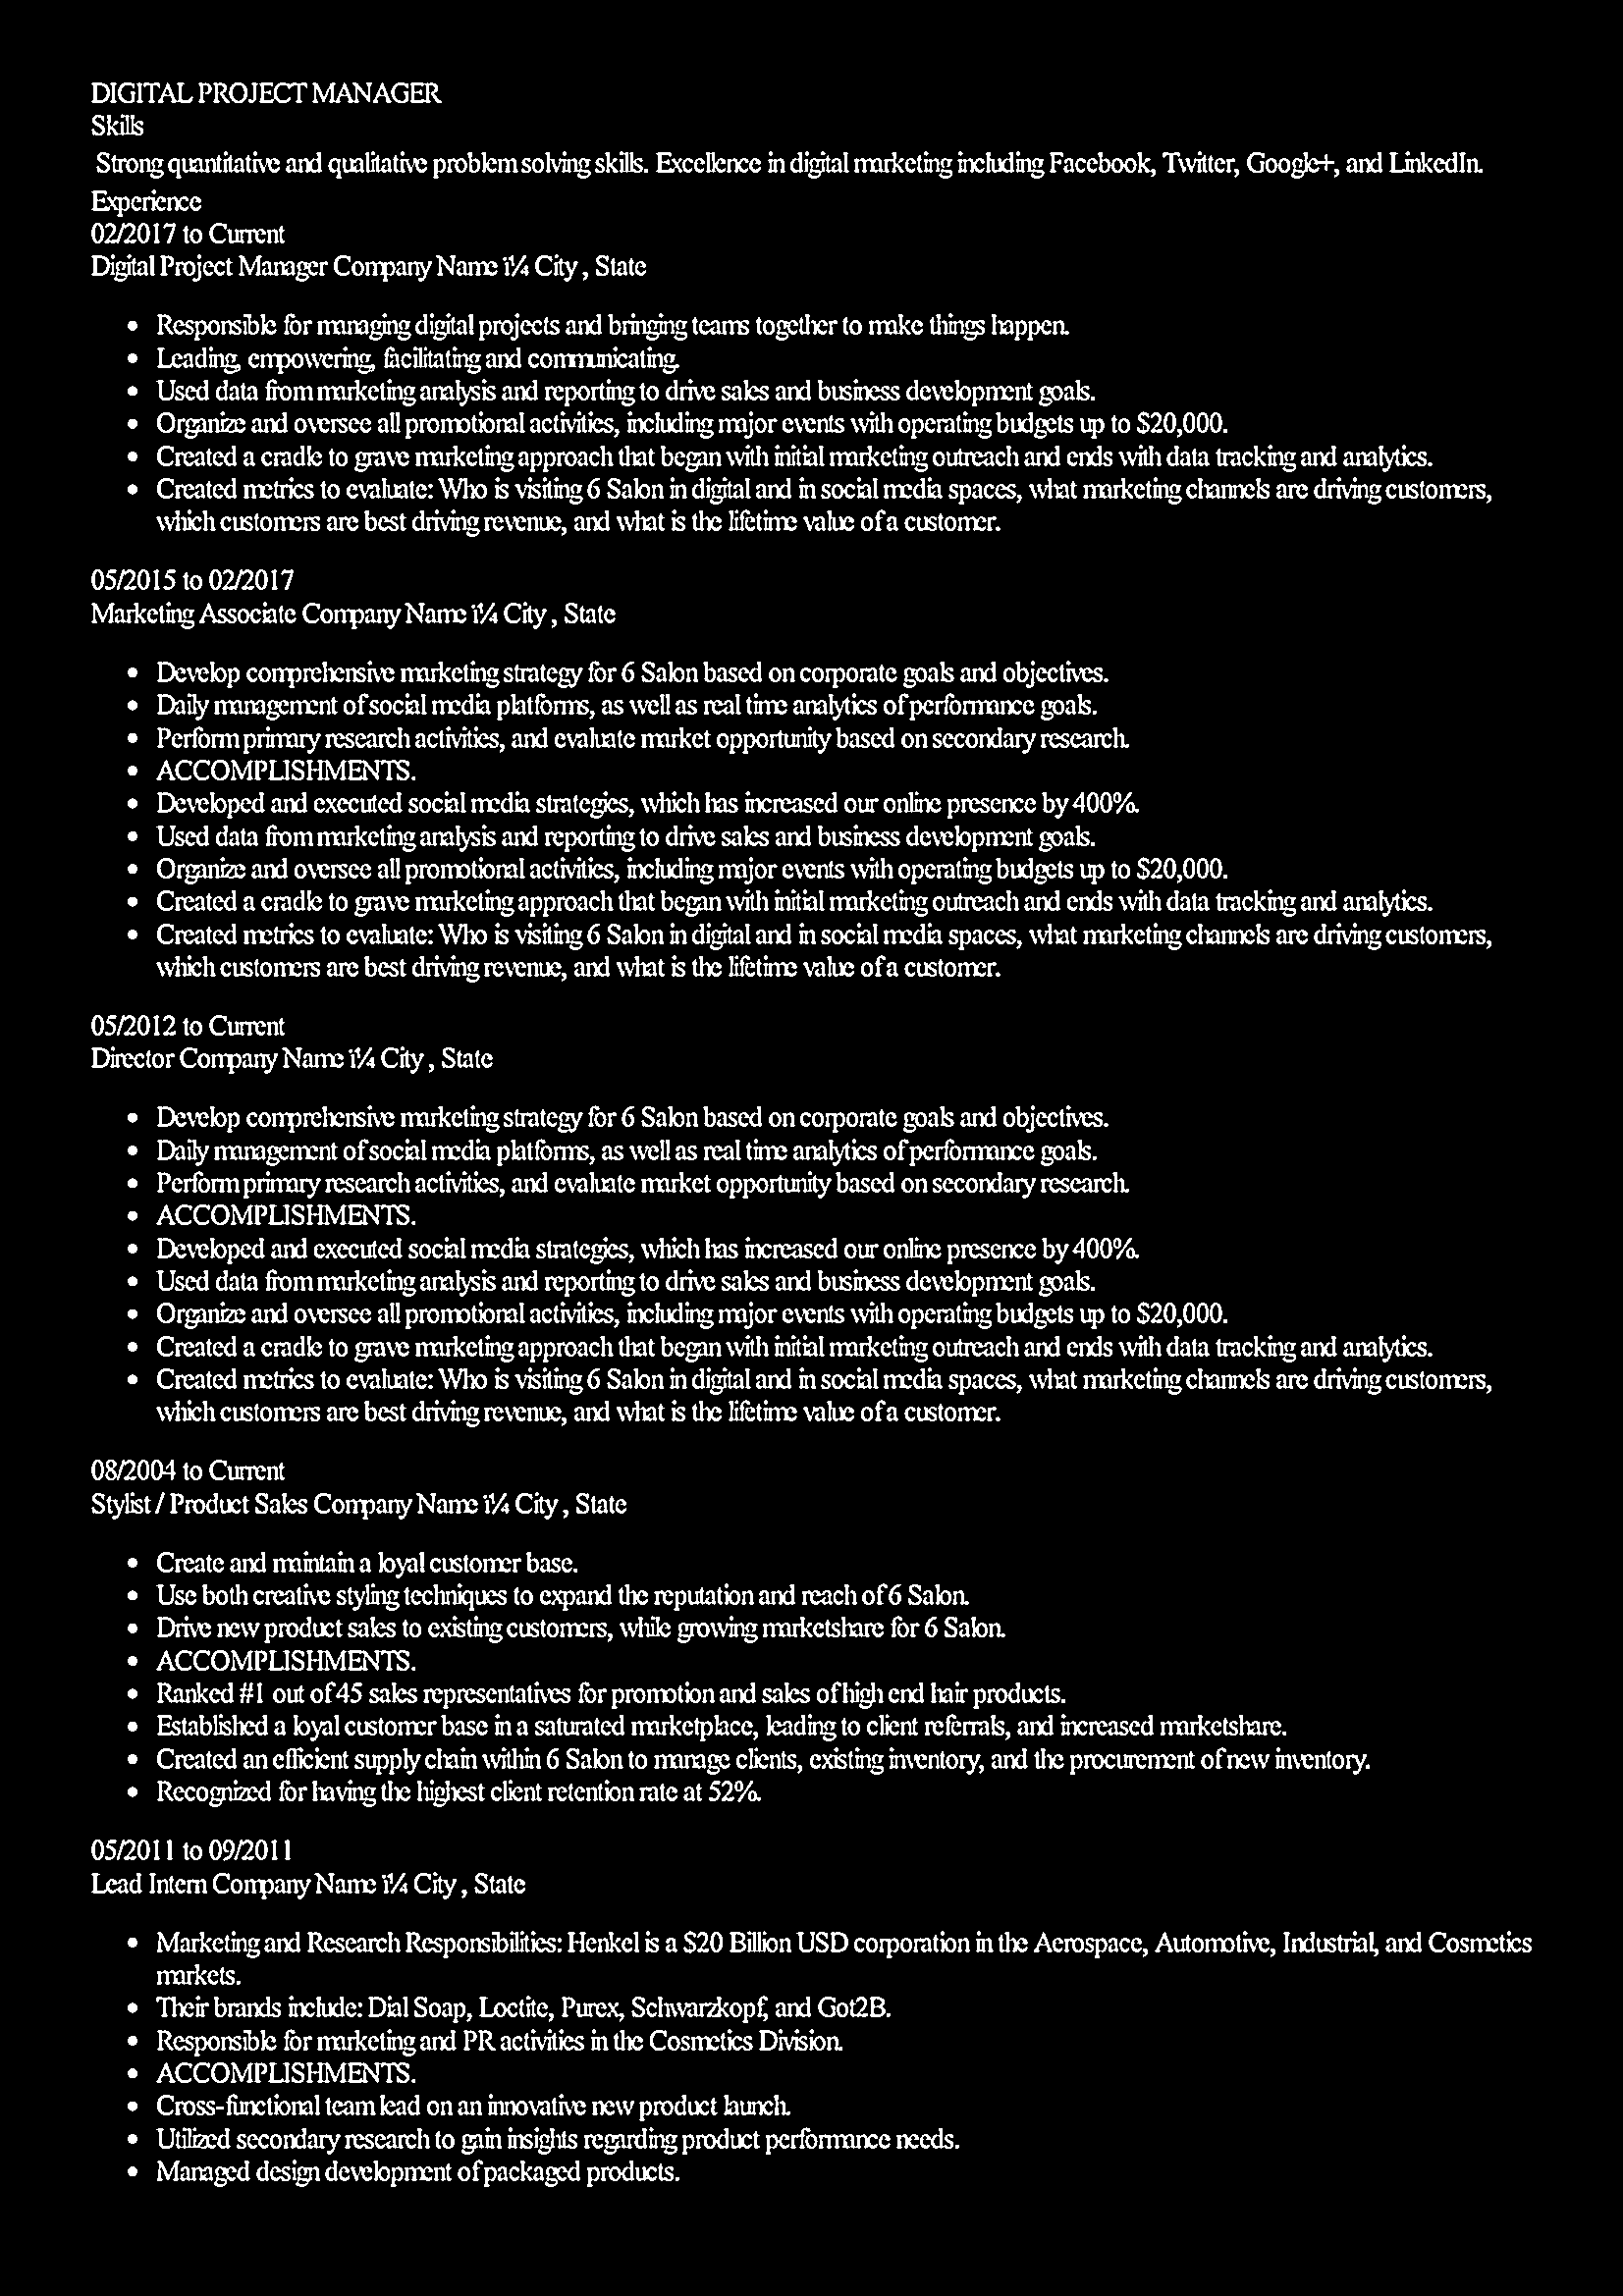 DIGITAL PROJECT MANAGER
Skills
Strong quantitative and qualitative problem solving skills. Excellence in digital marketing including Facebook, Twitter, Google+, and LinkedIn.
Experience
02/2017 to Current
Digital Project Manager Company Name ï¼ City , State
• Responsible for managing digital projects and bringing teams together to make things happen.
• Leading, empowering, facilitating and communicating.
• Used data from marketing analysis and reporting to drive sales and business development goals.
• Organize and oversee all promotional activities, including major events with operating budgets up to $20,000.
• Created a cradle to grave marketing approach that began with initial marketing outreach and ends with data tracking and analytics.
• Created metrics to evaluate: Who is visiting 6 Salon in digital and in social media spaces, what marketing channels are driving customers,
which customers are best driving revenue, and what is the lifetime value of a customer.
05/2015 to 02/2017
Marketing Associate Company Name ï¼ City , State
• Develop comprehensive marketing strategy for 6 Salon based on corporate goals and objectives.
• Daily management of social media platforms, as well as real time analytics of performance goals.
• Perform primary research activities, and evaluate market opportunity based on secondary research.
• ACCOMPLISHMENTS.
• Developed and executed social media strategies, which has increased our online presence by 400%.
• Used data from marketing analysis and reporting to drive sales and business development goals.
• Organize and oversee all promotional activities, including major events with operating budgets up to $20,000.
• Created a cradle to grave marketing approach that began with initial marketing outreach and ends with data tracking and analytics.
• Created metrics to evaluate: Who is visiting 6 Salon in digital and in social media spaces, what marketing channels are driving customers,
which customers are best driving revenue, and what is the lifetime value of a customer.
05/2012 to Current
Director Company Name ï¼ City , State
• Develop comprehensive marketing strategy for 6 Salon based on corporate goals and objectives.
• Daily management of social media platforms, as well as real time analytics of performance goals.
• Perform primary research activities, and evaluate market opportunity based on secondary research.
• ACCOMPLISHMENTS.
• Developed and executed social media strategies, which has increased our online presence by 400%.
• Used data from marketing analysis and reporting to drive sales and business development goals.
• Organize and oversee all promotional activities, including major events with operating budgets up to $20,000.
• Created a cradle to grave marketing approach that began with initial marketing outreach and ends with data tracking and analytics.
• Created metrics to evaluate: Who is visiting 6 Salon in digital and in social media spaces, what marketing channels are driving customers,
which customers are best driving revenue, and what is the lifetime value of a customer.
08/2004 to Current
Stylist / Product Sales Company Name ï¼ City , State
• Create and maintain a loyal customer base.
• Use both creative styling techniques to expand the reputation and reach of 6 Salon.
• Drive new product sales to existing customers, while growing marketshare for 6 Salon.
• ACCOMPLISHMENTS.
• Ranked #1 out of 45 sales representatives for promotion and sales of high end hair products.
• Established a loyal customer base in a saturated marketplace, leading to client referrals, and increased marketshare.
• Created an efficient supply chain within 6 Salon to manage clients, existing inventory, and the procurement of new inventory.
• Recognized for having the highest client retention rate at 52%.
05/2011 to 09/2011
Lead Intern Company Name ï¼ City , State
• Marketing and Research Responsibilities: Henkel is a $20 Billion USD corporation in the Aerospace, Automotive, Industrial, and Cosmetics
markets.
• Their brands include: Dial Soap, Loctite, Purex, Schwarzkopf, and Got2B.
• Responsible for marketing and PR activities in the Cosmetics Division.
• ACCOMPLISHMENTS.
• Cross-functional team lead on an innovative new product launch.
• Utilized secondary research to gain insights regarding product performance needs.
• Managed design development of packaged products.